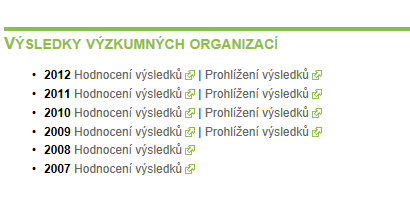 VÝSLEDKY VÝZKUMNÝCH ORGANIZACÍ
• 2012 Hodnocení výsledků | Prohlížení výsledků
• 2011 Hodnocení výsledků | Prohlížení výsledků
• 2010 Hodnocení výsledků | Prohlížení výsledků
• 2009 Hodnocení výsledků | Prohlížení výsledků
• 2008 Hodnocení výsledků
• 2007 Hodnocení výsledků